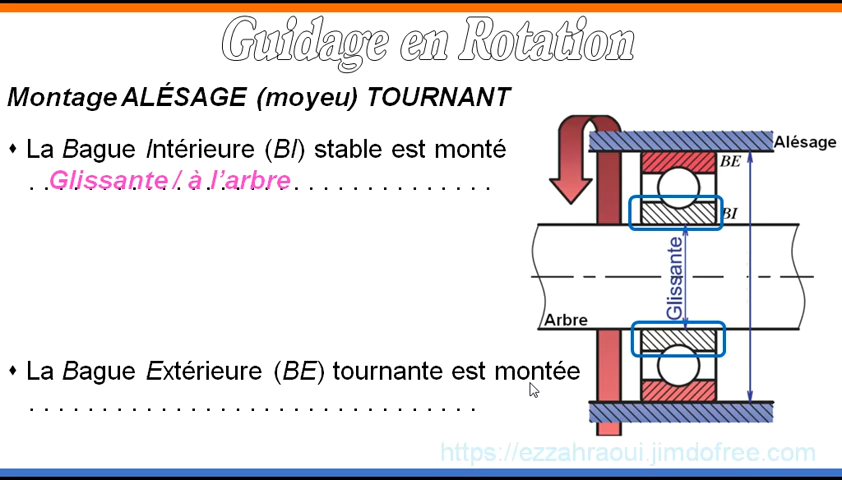 Guidage en Rotation
Montage ALÉSAGE (moyeu) TOURNANT
La Bague Intérieure (BI) stable est monté
Glissante / à l'arbre
Alésage
BE
BI
Glissante
Arbre
La Bague Extérieure (BE) tournante est montée
https://ezzahraoui.jimdofree.com